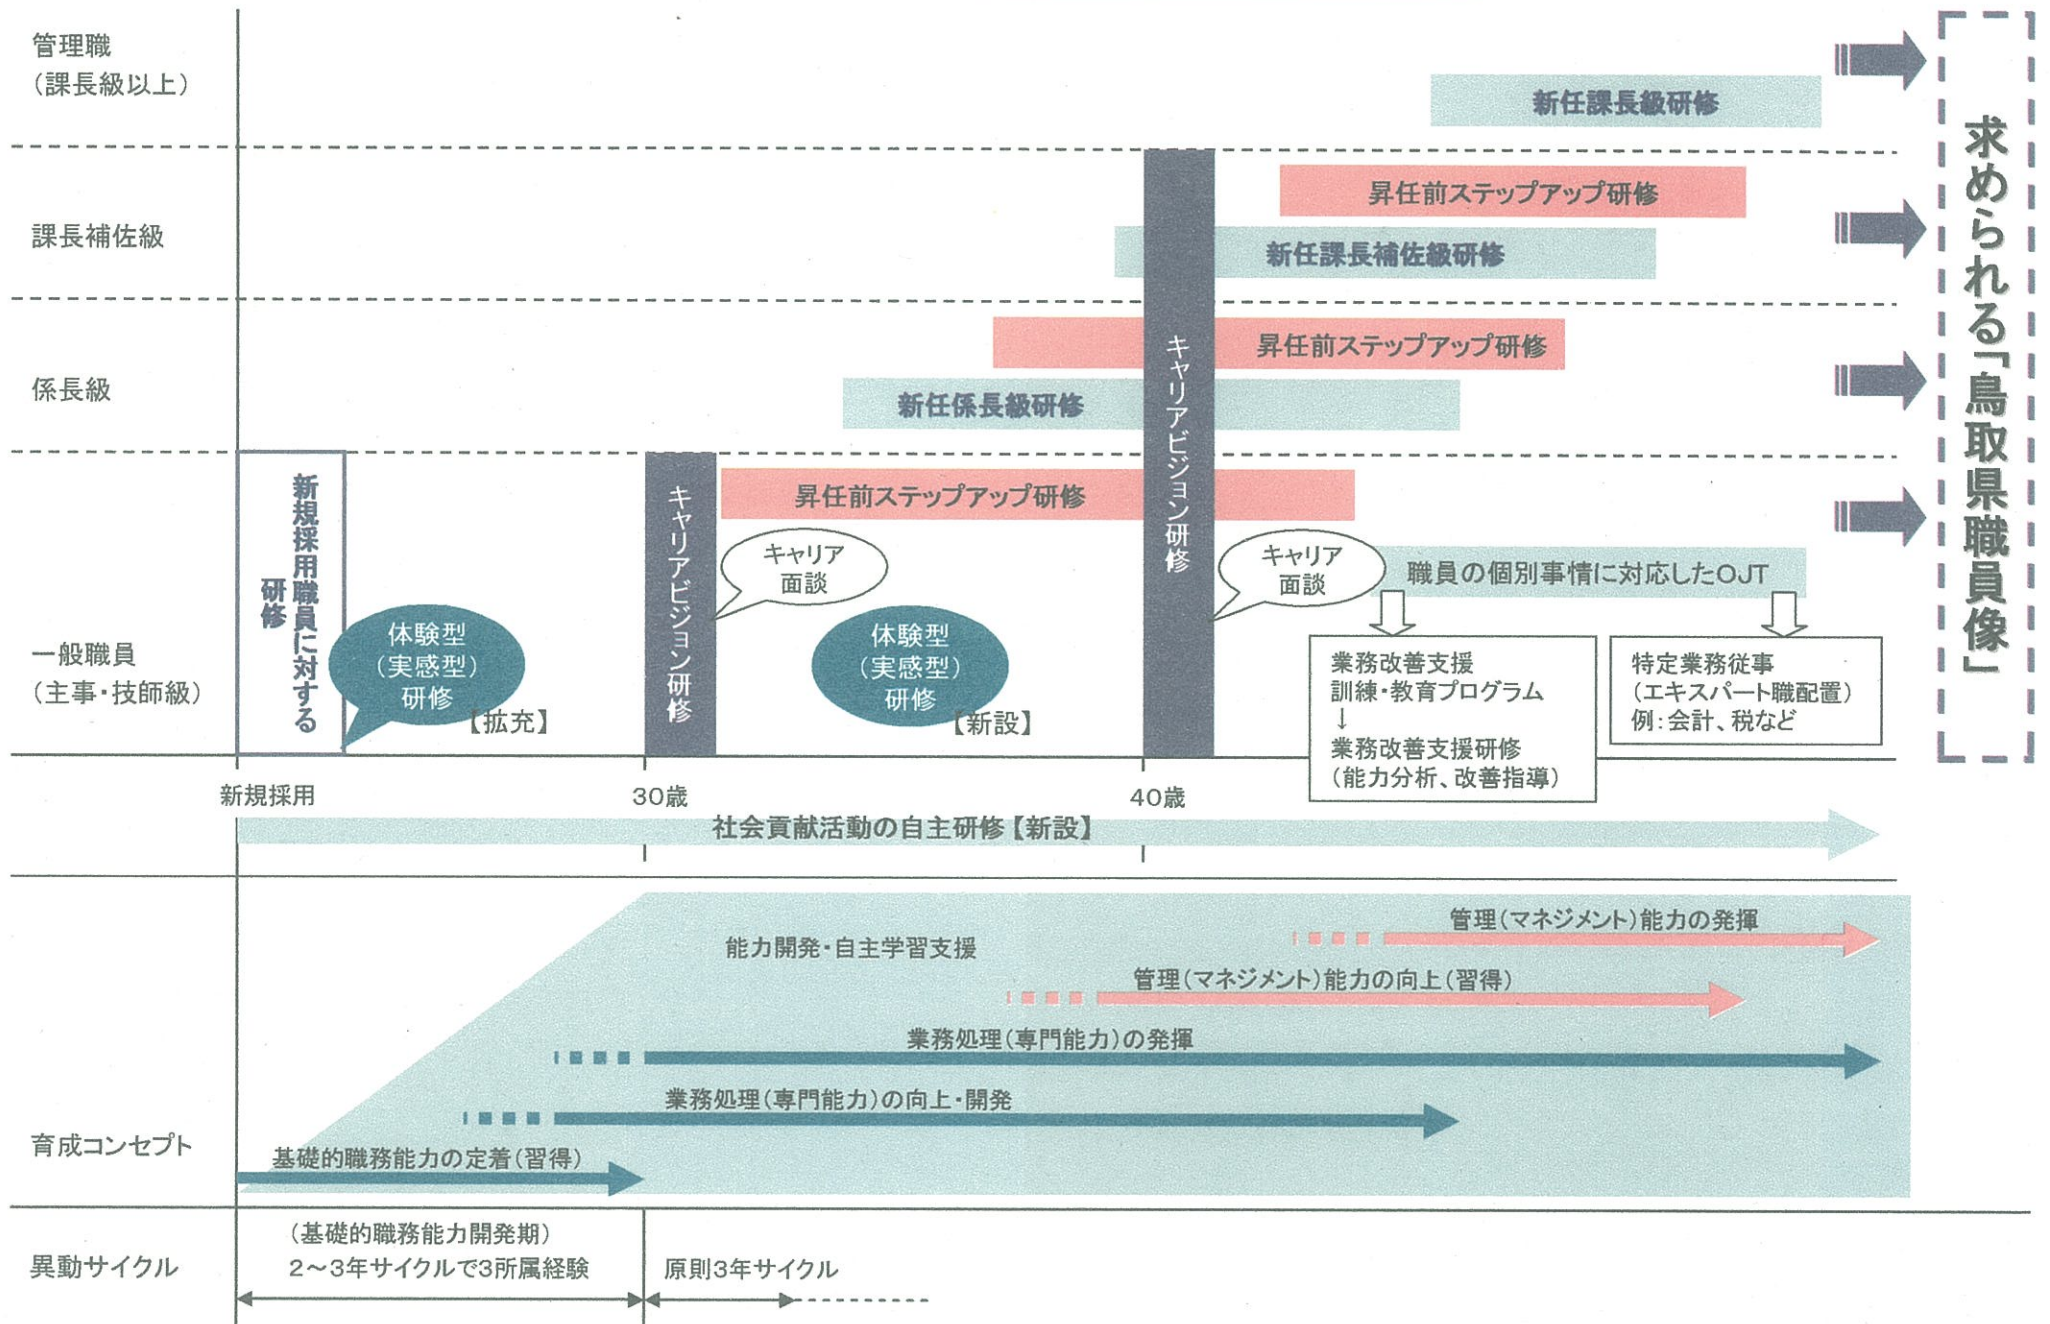 管理職
（課長級以上）
新任課長級研修
課長補佐級
昇任前ステップアップ研修
新任課長補佐級研修
係長級
昇任前ステップアップ研修
新任係長級研修
一般職員
（主事・技師級）
新規採用職員に対する
研修
体験型
（実感型）
研修
【拡充】
キャリアビジョン研修
昇任前ステップアップ研修
キャリア
面談
体験型
（実感型）
研修
【新設】
キャリアビジョン研修
キャリア
面談
職員の個別事情に対応したOJT
業務改善支援
訓練・教育プログラム
↓
業務改善支援研修
（能力分析、改善指導）
特定業務従事
（エキスパート職配置）
例：会計、税など
求められる「鳥取県職員像」
新規採用
30歳
40歳
社会貢献活動の自主研修【新設】
育成コンセプト
能力開発・自主学習支援
管理（マネジメント）能力の発揮
管理（マネジメント）能力の向上（習得）
業務処理（専門能力）の発揮
業務処理（専門能力）の向上・開発
基礎的職務能力の定着（習得）
異動サイクル
（基礎的職務能力開発期）
２～３年サイクルで３所属経験
原則３年サイクル